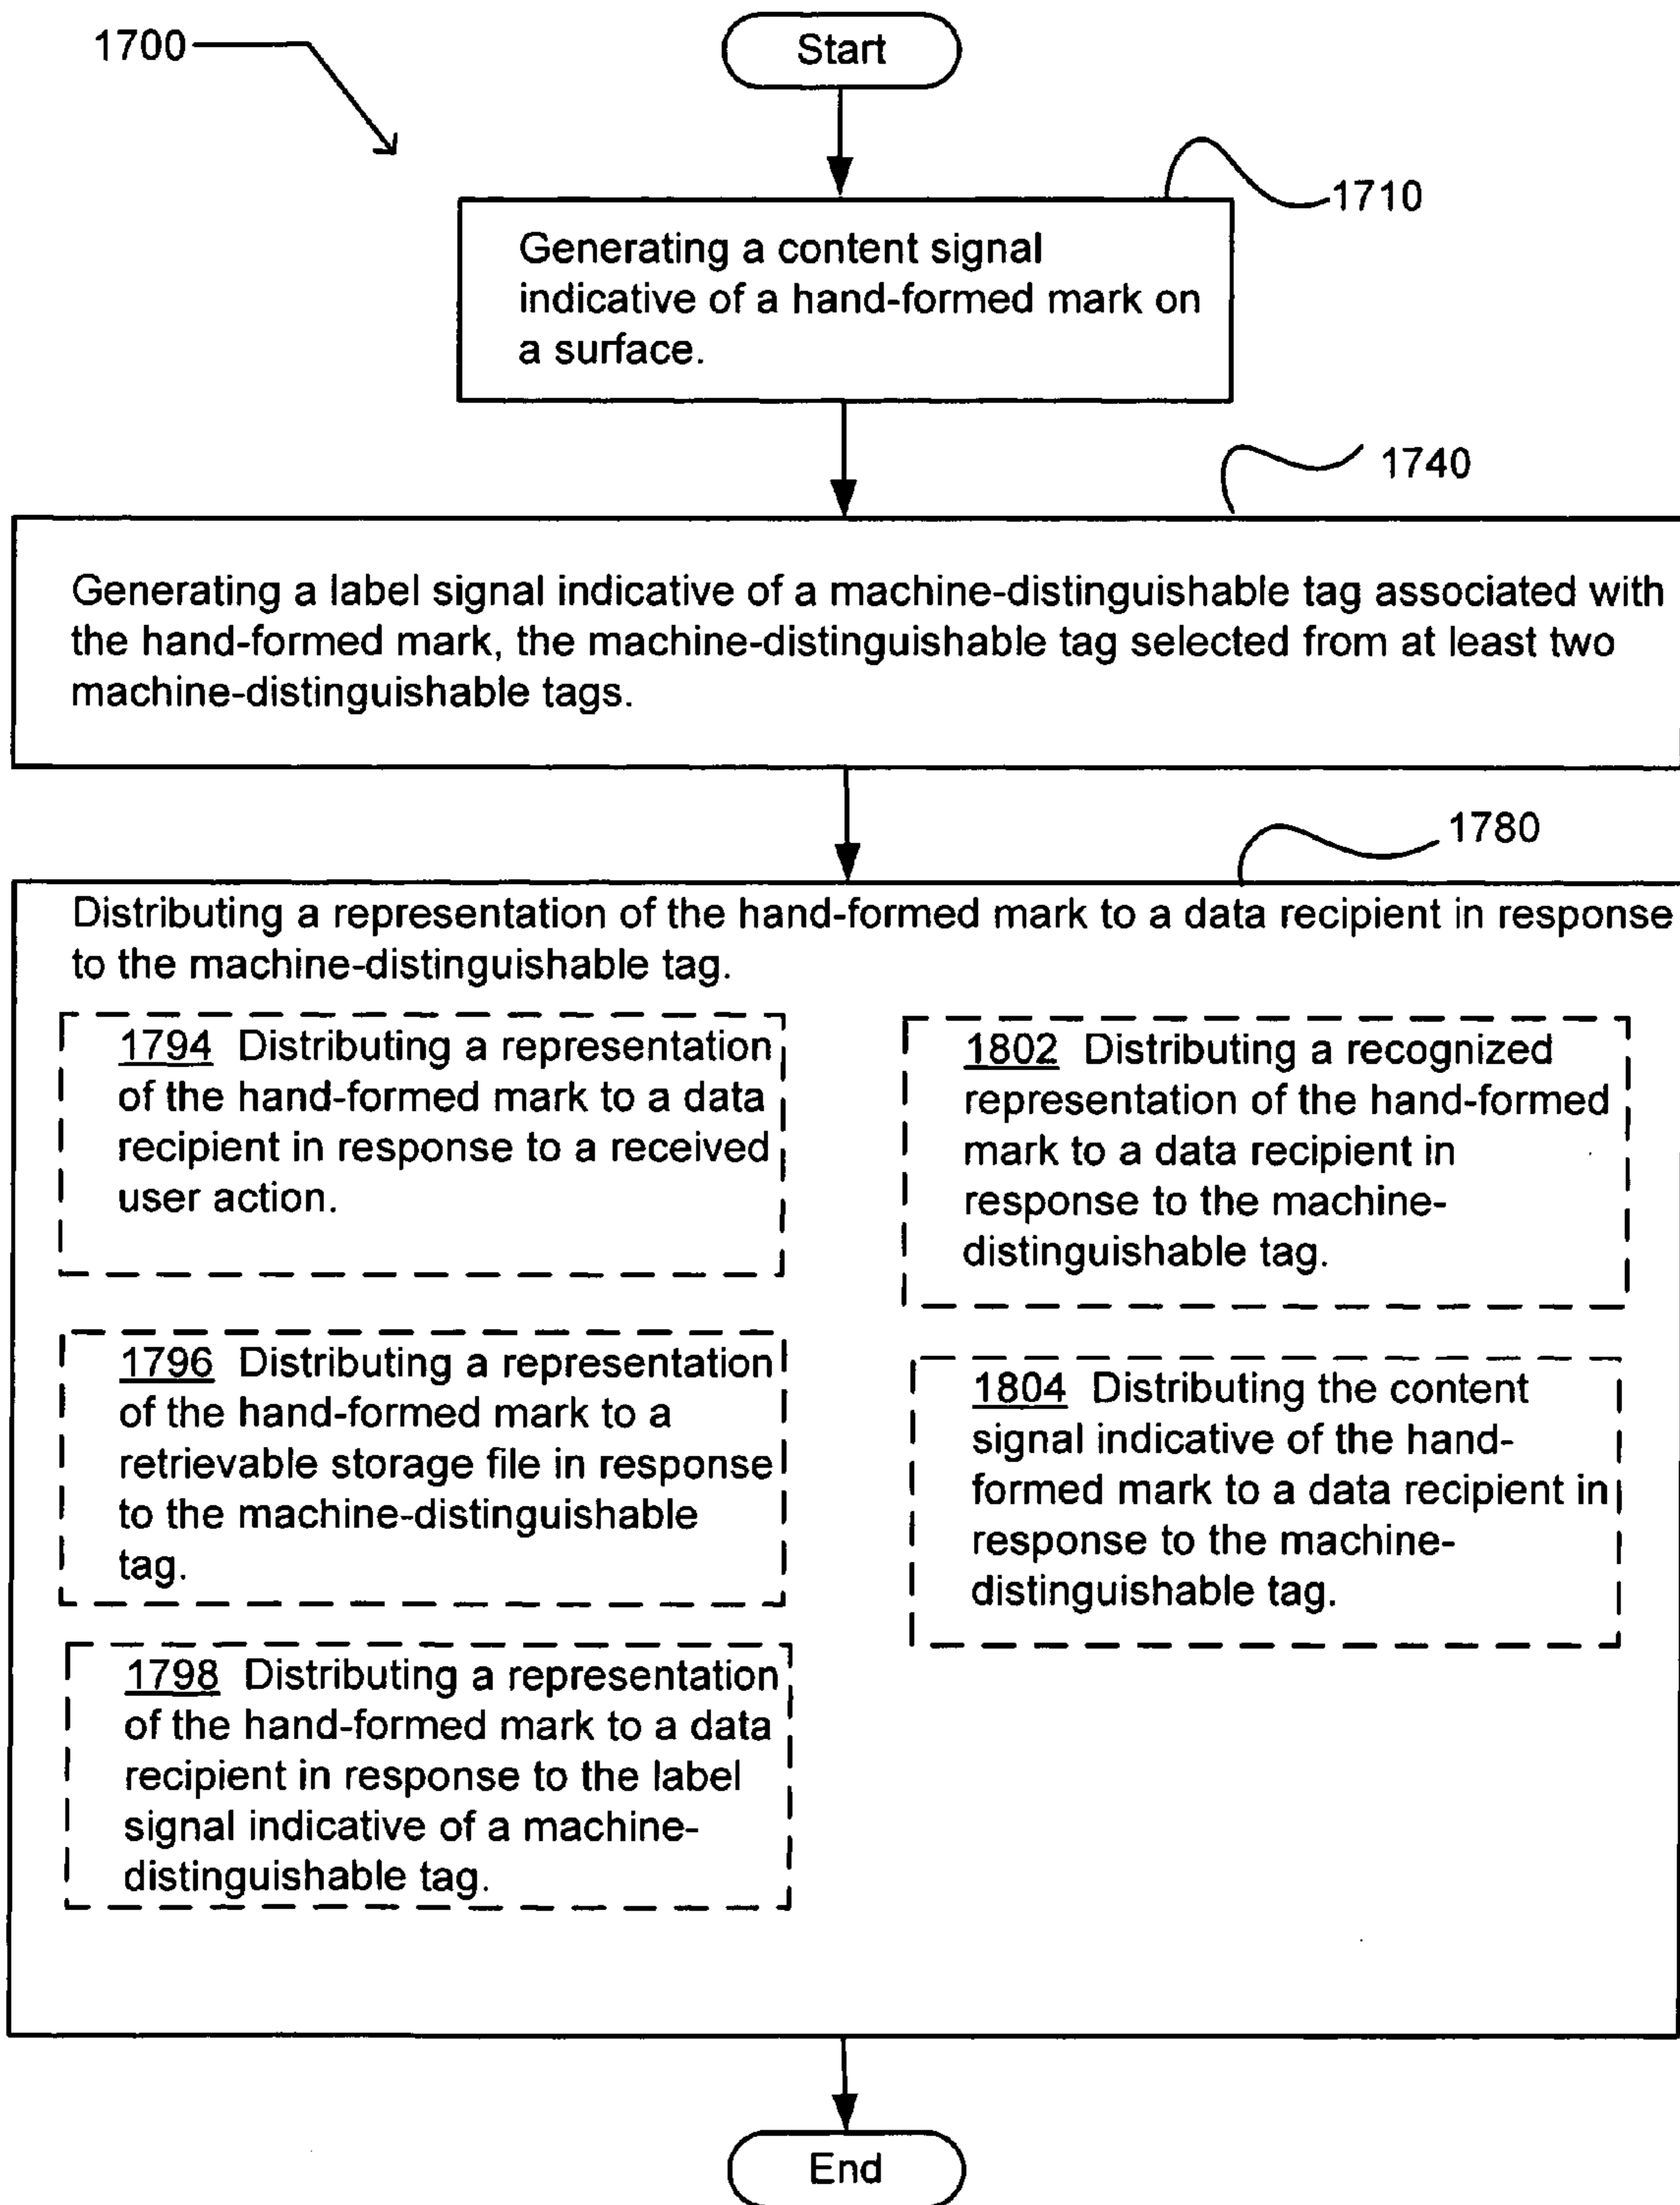 1700
Start
1710
Generating a content signal
indicative of a hand-formed mark on
a surface.
1740
Generating a label signal indicative of a machine-distinguishable tag associated with
the hand-formed mark, the machine-distinguishable tag selected from at least two
machine-distinguishable tags.
1780
Distributing a representation of the hand-formed mark to a data recipient in response
to the machine-distinguishable tag.
1794 Distributing a representation
of the hand-formed mark to a data
recipient in response to a received
user action.
1796 Distributing a representation
of the hand-formed mark to a
retrievable storage file in response
to the machine-distinguishable
tag.
1798 Distributing a representation
of the hand-formed mark to a data
recipient in response to the label
signal indicative of a machine-
distinguishable tag.
1802 Distributing a recognized
representation of the hand-formed
mark to a data recipient in
response to the machine-
distinguishable tag.
1804 Distributing the content
signal indicative of the hand-
formed mark to a data recipient in
response to the machine-
distinguishable tag.
End